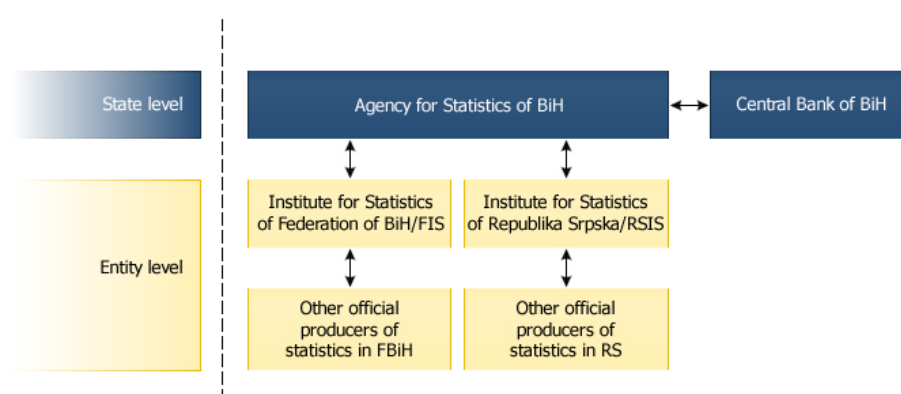 State level
Agency for Statistics of BiH
Central Bank of BiH
Entity level
Institute for Statistics
of Federation of BiH/FIS
Institute for Statistics
of Republika Srpska/RSIS
Other official
producers of
statistics in FBiH
Other official
producers of
statistics in RS